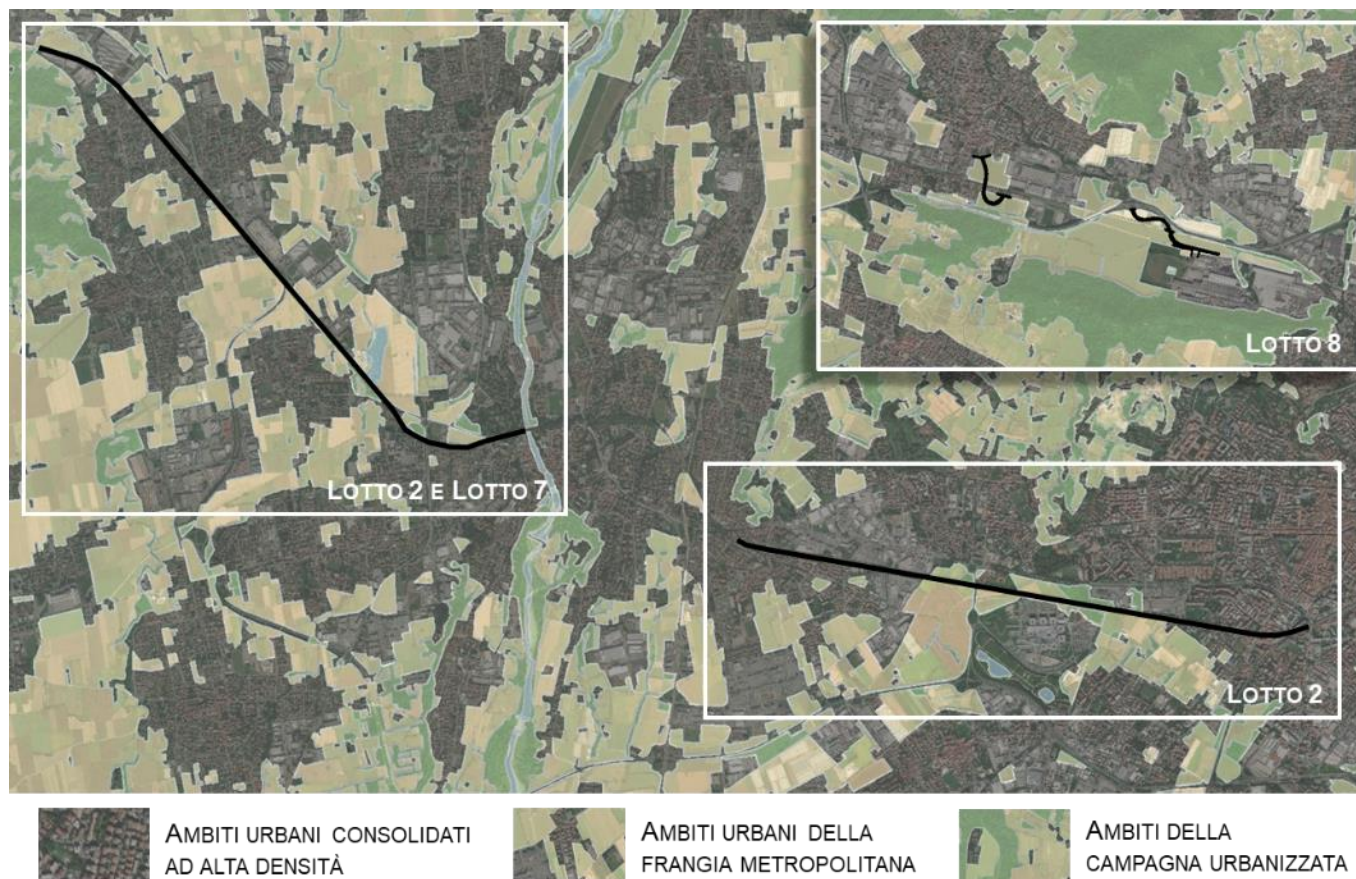 LOTTO 8
LOTTO 2 E LOTTO 7
LOTTO 2
AMBITI URBANI CONSOLIDATI
AD ALTA DENSITÀ
AMBITI URBANI DELLA
FRANGIA METROPOLITANA
AMBITI DELLA
CAMPAGNA URBANIZZATA